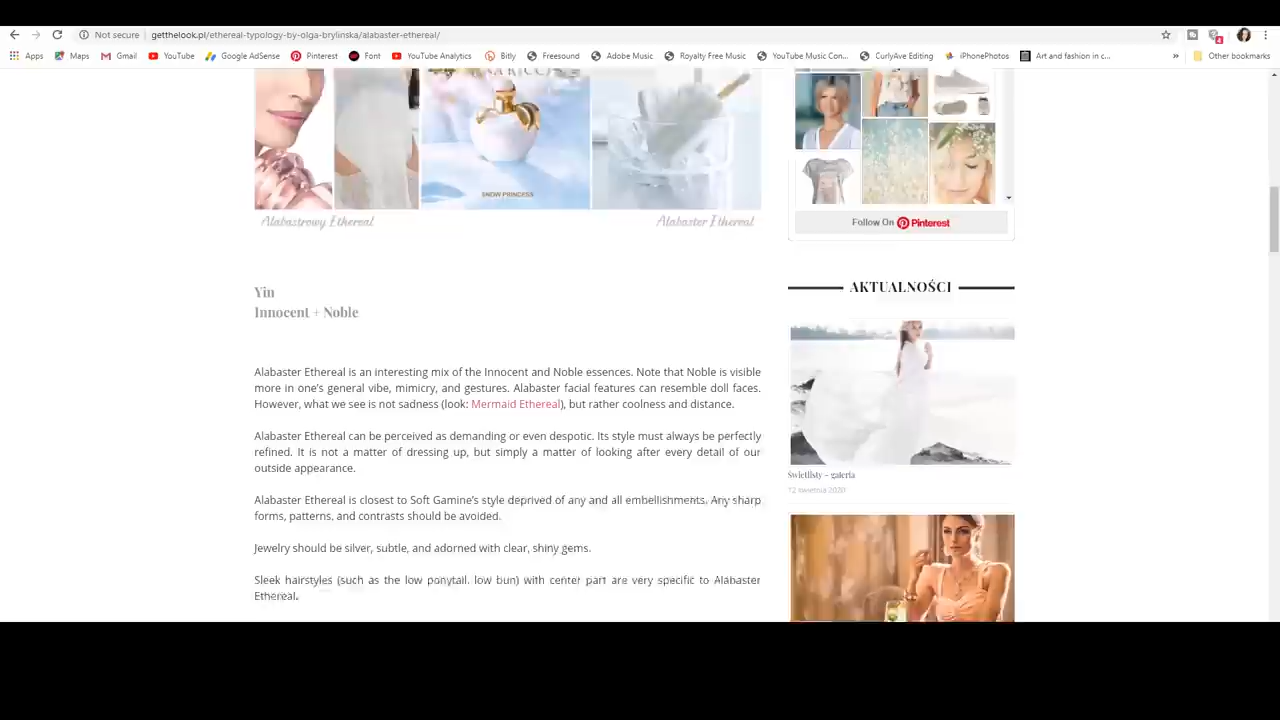 Not secure getthelook.pl/ethereal-typology-by-olga-brylinska/alabaster-ethereal/
Apps Maps Gmail YouTube Google AdSense Pinterest Font YouTube Analytics Bitly Freesound Adobe Music Royalty Free Music YouTube Music Con... CurlyAve Editing iPhonePhotos Art and fashion in c... » Other bookmarks
SNOW PRINCESS
Alabastrowy Ethereal Alabaster Ethereal
Follow On Pinterest
Yin
Innocent + Noble
Alabaster Ethereal is an interesting mix of the Innocent and Noble essences. Note that Noble is visible
more in one's general vibe, mimicry, and gestures. Alabaster facial features can resemble doll faces.
However, what we see is not sadness (look: Mermaid Ethereal), but rather coolness and distance.
Alabaster Ethereal can be perceived as demanding or even despotic. Its style must always be perfectly
refined. It is not a matter of dressing up, but simply a matter of looking after every detail of our
outside appearance.
Alabaster Ethereal is closest to Soft Gamine's style deprived of any and all embellishments. Any sharp
forms, patterns, and contrasts should be avoided.
Jewelry should be silver, subtle, and adorned with clear, shiny gems.
Sleek hairstyles (such as the low ponytail, low bun) with center part are very specific to Alabaster
Ethereal.
AKTUALNOŚCI
Świetlisty - galeria
12 kwietnia 2020